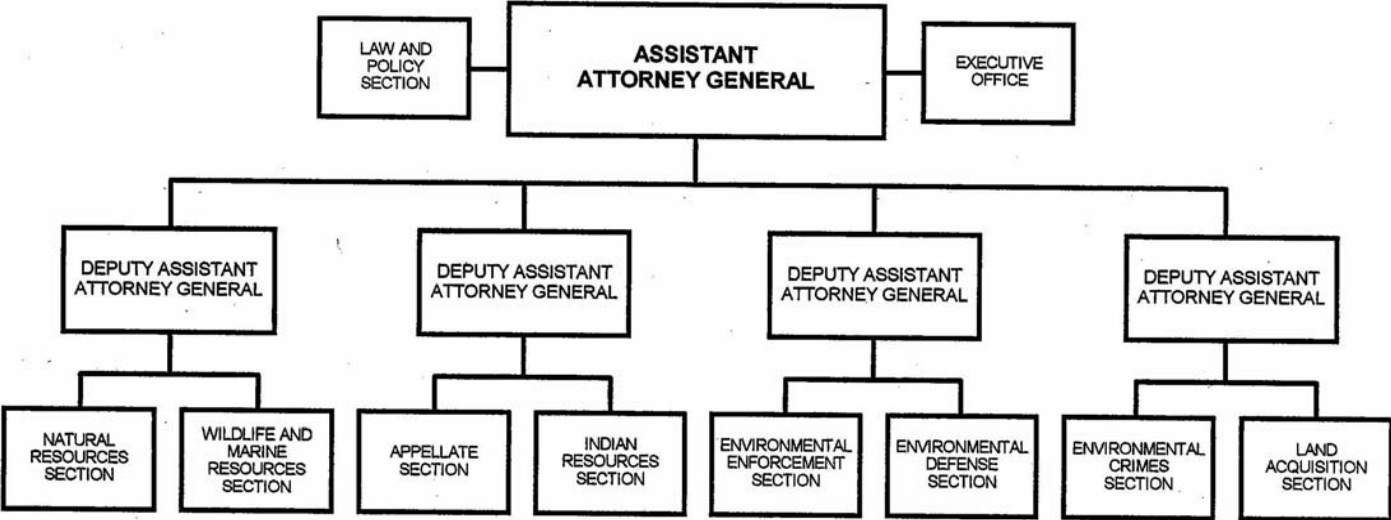 LAW AND
POLICY
SECTION
ASSISTANT
ATTORNEY GENERAL
EXECUTIVE
OFFICE
DEPUTY ASSISTANT
ATTORNEY GENERAL
DEPUTY ASSISTANT
ATTORNEY GENERAL
DEPUTY ASSISTANT
ATTORNEY GENERAL
DEPUTY ASSISTANT
ATTORNEY GENERAL
NATURAL
RESOURCES
SECTION
WILDLIFE AND
MARINE
RESOURCES
SECTION
APPELLATE
SECTION
INDIAN
RESOURCES
SECTION
ENVIRONMENTAL
ENFORCEMENT
SECTION
ENVIRONMENTAL
DEFENSE
SECTION
ENVIRONMENTAL
CRIMES
SECTION
LAND
ACQUISITION
SECTION